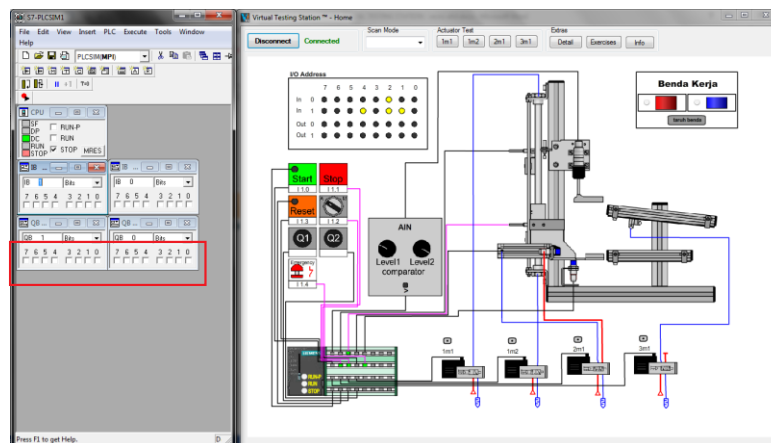 S7-PLCSIM1
File Edit View Insert PLC Execute Tools Window
Help
PLCSIM(MPI)
T=0
CPU
SF
DP
DC
RUN
STOP
RUN-P
RUN
STOP
MRES
IB
IB
IB 1 Bits
IB 0 Bits
7 6 5 4 3 2 1 0
7 6 5 4 3 2 1 0
QB
QB
QB 1 Bits
QB 0 Bits
7 6 5 4 3 2 1 0
7 6 5 4 3 2 1 0
Press F1 to get Help.
D
Virtual Testing Station ™ - Home
Disconnect
Connected
Scan Mode
Actuator Test
1m1
1m2
2m1
3m1
Extras
Detail
Exercises
Info
I/O Address
7 6 5 4 3 2 1 0
In 0
In 1
Out 0
Out 1
Start
I 1.0
Stop
I 1.1
Reset
I 1.3
I 1.2
Q1
Q2
Emergency
I 1.4
AIN
Level1 Level2
comparator
>
RUN-P
RUN
STOP
1m1
1m2
2m1
3m1
Benda Kerja
taruh benda